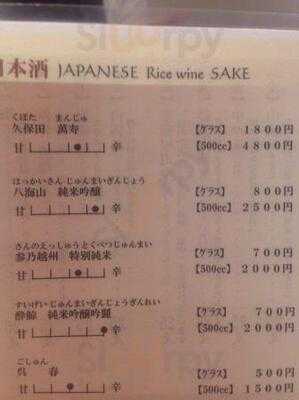 本酒 JAPANESE Rice wine SAKE
くぼた まんじゅ
久保田 萬寿 【グラス】 1800円
甘 辛 【500cc】 4800円
はっかいさん じゅんまいぎんじょう
八海山 純米吟醸 【グラス】 800円
甘 辛 【500cc】 2500円
さんのえっしゅうとくべつじゅんまい
参乃越州 特別純米 【グラス】 700円
甘 辛 【500cc】 2000円
すいげい じゅんまいぎんじょうぎんれい
酔鯨 純米吟醸吟麗 【グラス】 700円
甘 辛 【500cc】 2000円
ごしゅん
呉春 【グラス】 500円
甘 辛 【500cc】 1500円